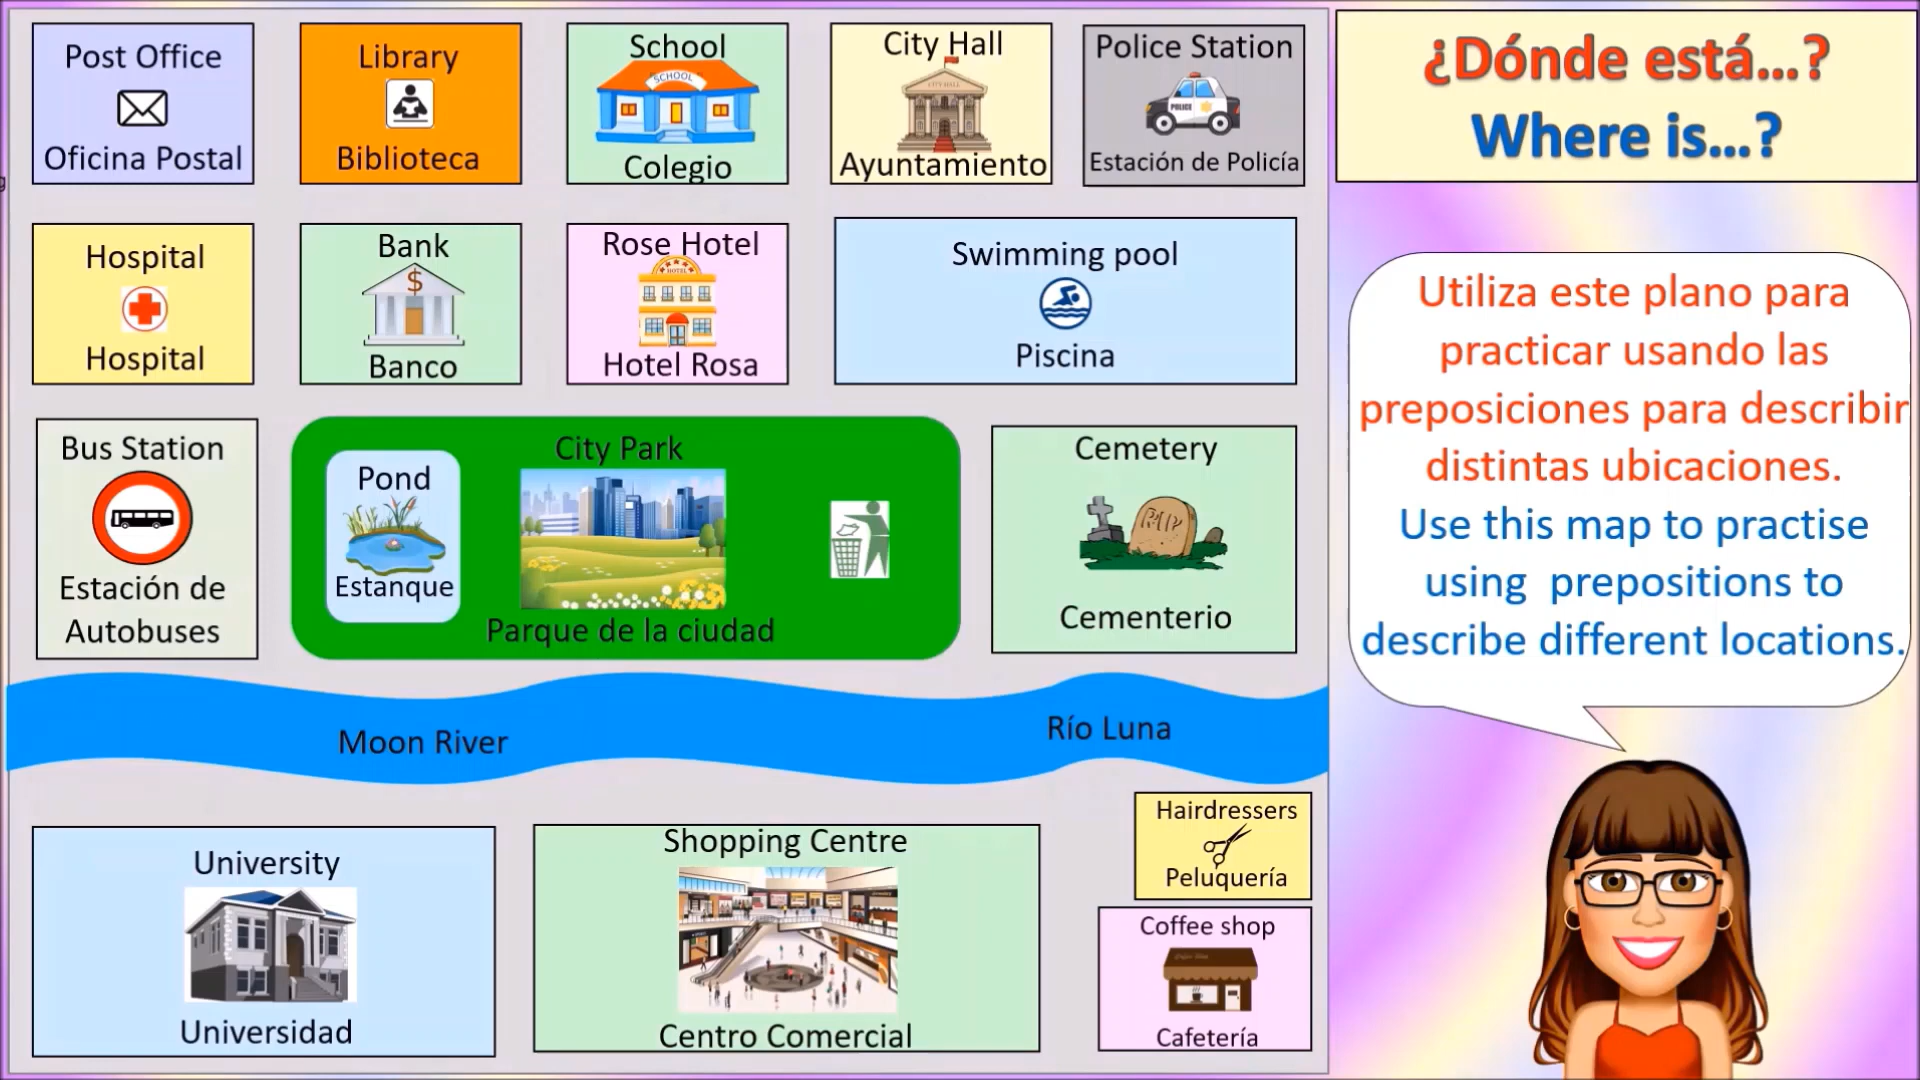 Post Office
Oficina Postal
Library
Biblioteca
School
SCHOOL
Colegio
City Hall
CITY HALL
Ayuntamiento
Police Station
POLICE
Estación de Policía
¿Dónde está...?
Where is...?
Hospital
Hospital
Bank
$
Banco
Rose Hotel
HOTEL
Hotel Rosa
Swimming pool
Piscina
Utiliza este plano para
practicar usando las
preposiciones para describir
distintas ubicaciones.
Use this map to practise
using prepositions to
describe different locations.
Bus Station
Estación de
Autobuses
City Park
Pond
Estanque
Parque de la ciudad
Cemetery
RIP
Cementerio
Moon River
Río Luna
University
Universidad
Shopping Centre
Centro Comercial
Hairdressers
Peluquería
Coffee shop
Cafetería